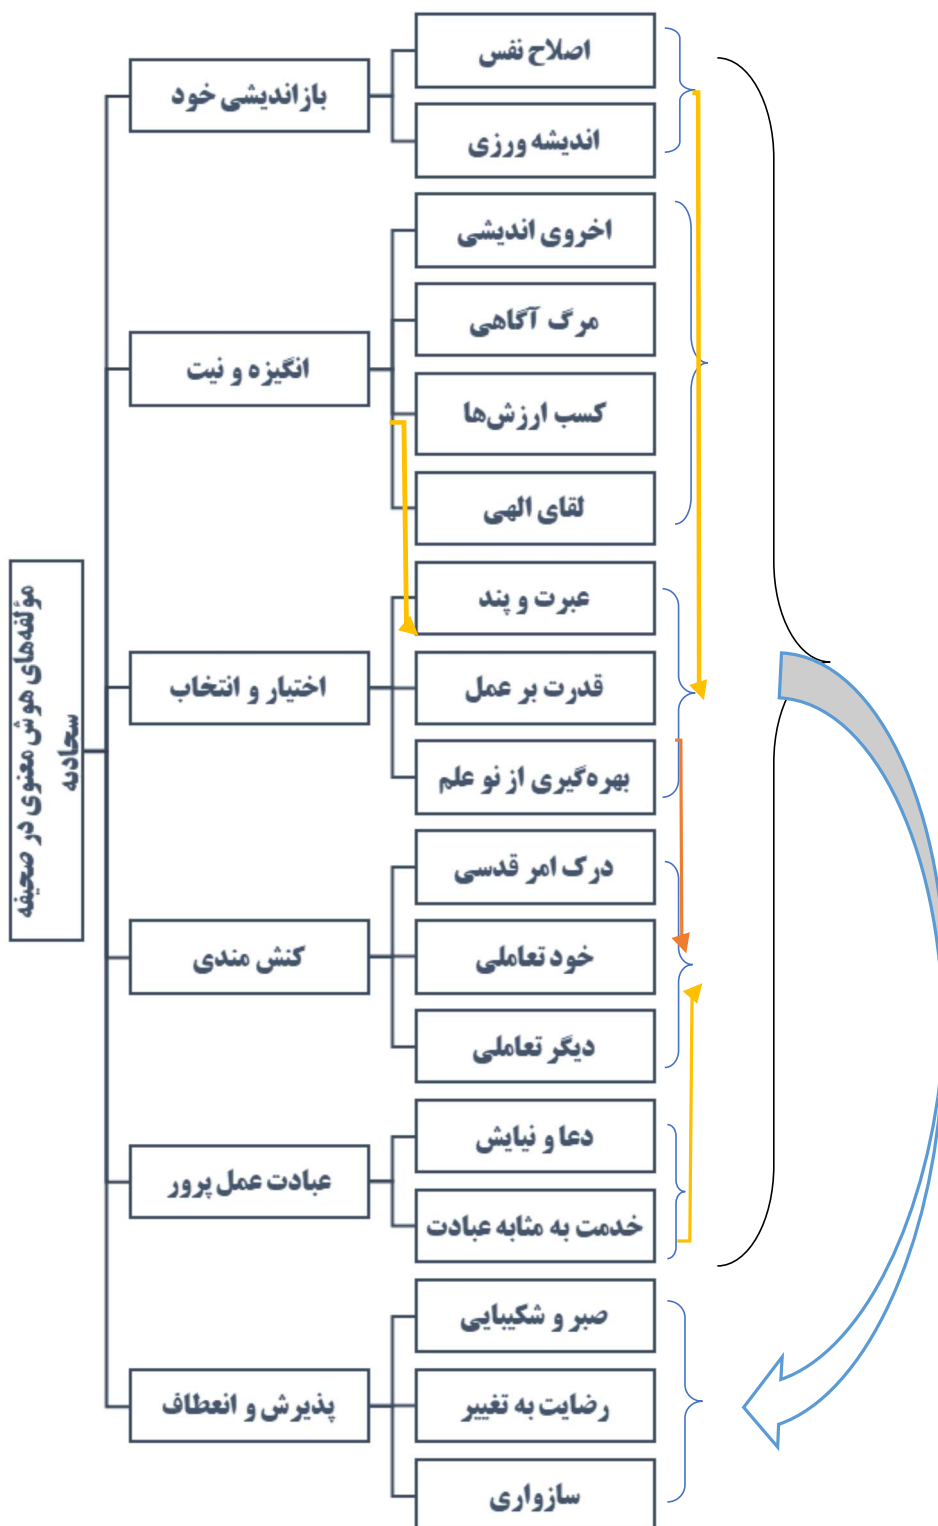 مؤلفه‌های هوش معنوی در صحیفه
سجادیه
بازاندیشی خود
اصلاح نفس
اندیشه ورزی
انگیزه و نیت
اخروی اندیشی
مرگ آگاهی
کسب ارزش‌ها
لقای الهی
اختیار و انتخاب
عبرت و پند
قدرت بر عمل
بهره‌گیری از نو علم
کنش مندی
درک امر قدسی
خود تعاملی
دیگر تعاملی
عبادت عمل پرور
دعا و نیایش
خدمت به مثابه عبادت
پذیرش و انعطاف
صبر و شکیبایی
رضایت به تغییر
سازواری